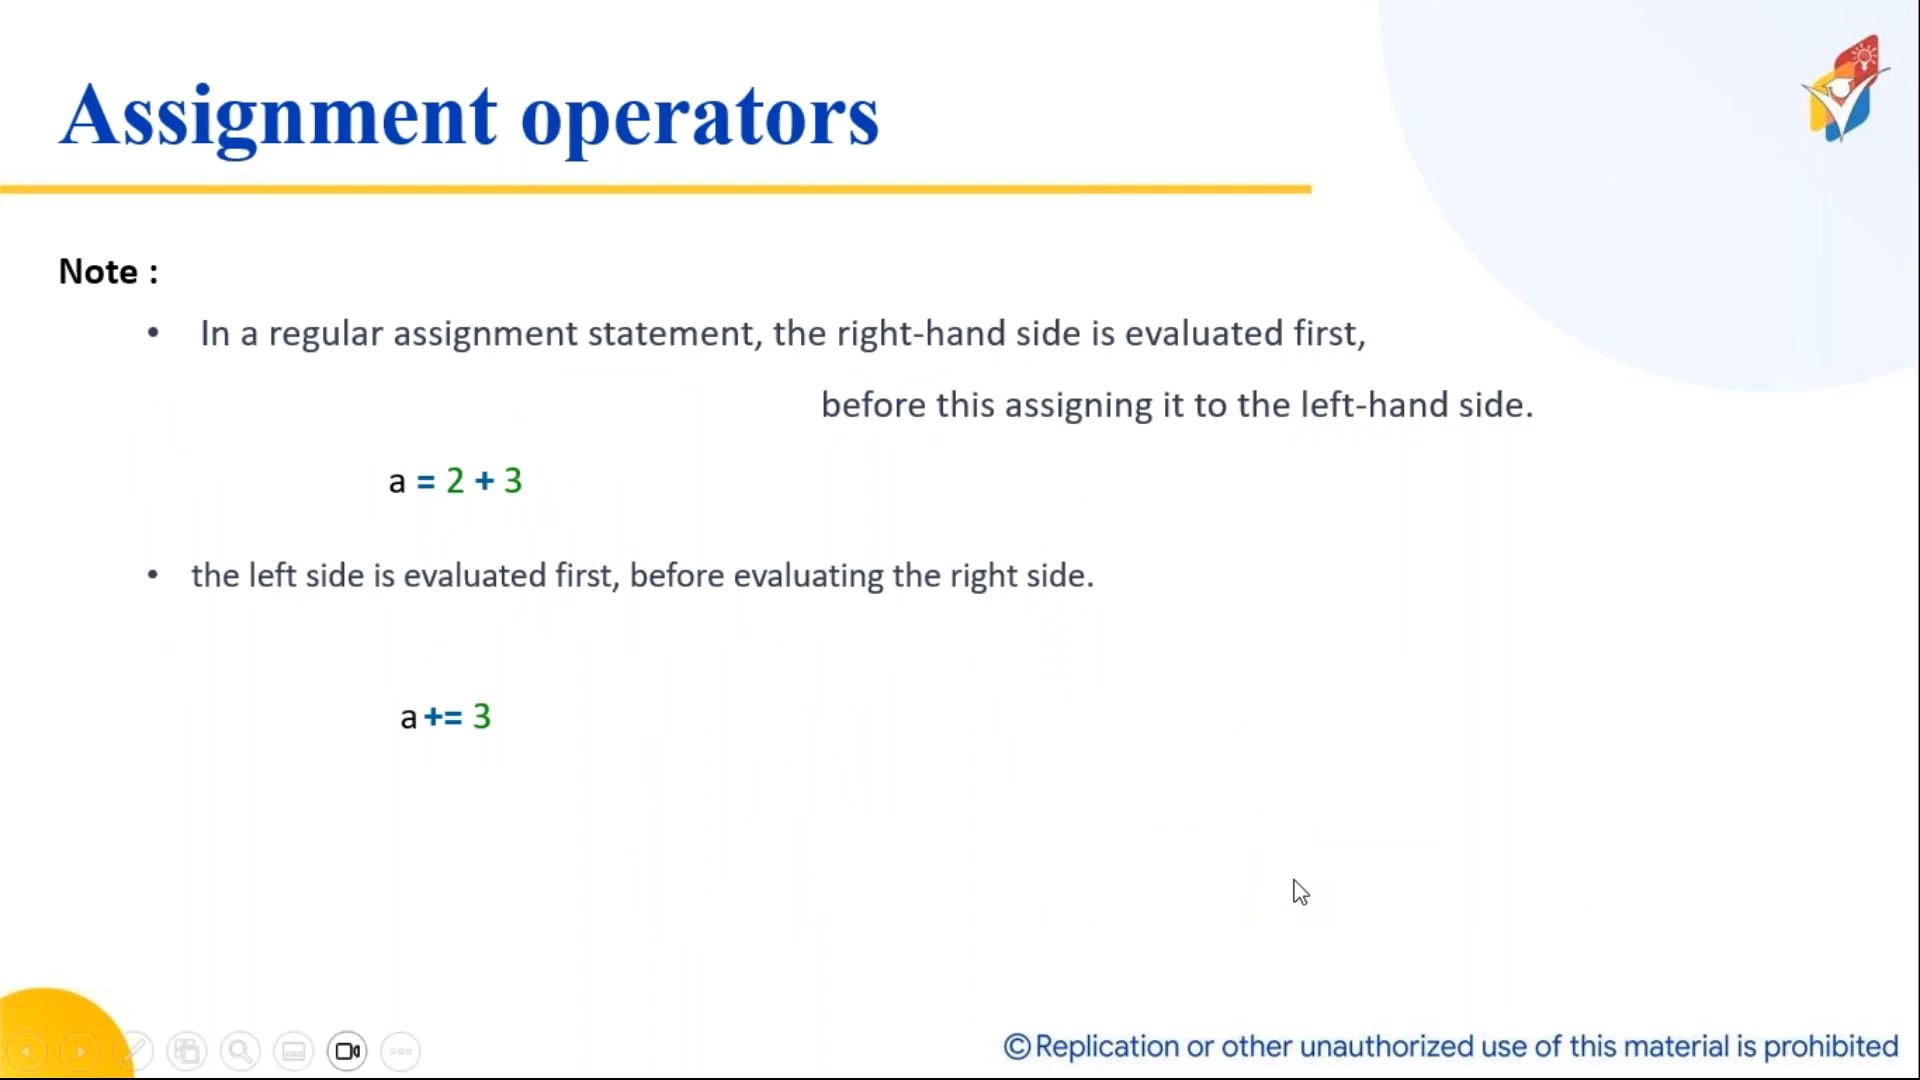 Assignment operators
Note :
• In a regular assignment statement, the right-hand side is evaluated first,
before this assigning it to the left-hand side.
a = 2 + 3
• the left side is evaluated first, before evaluating the right side.
a += 3
©Replication or other unauthorized use of this material is prohibited